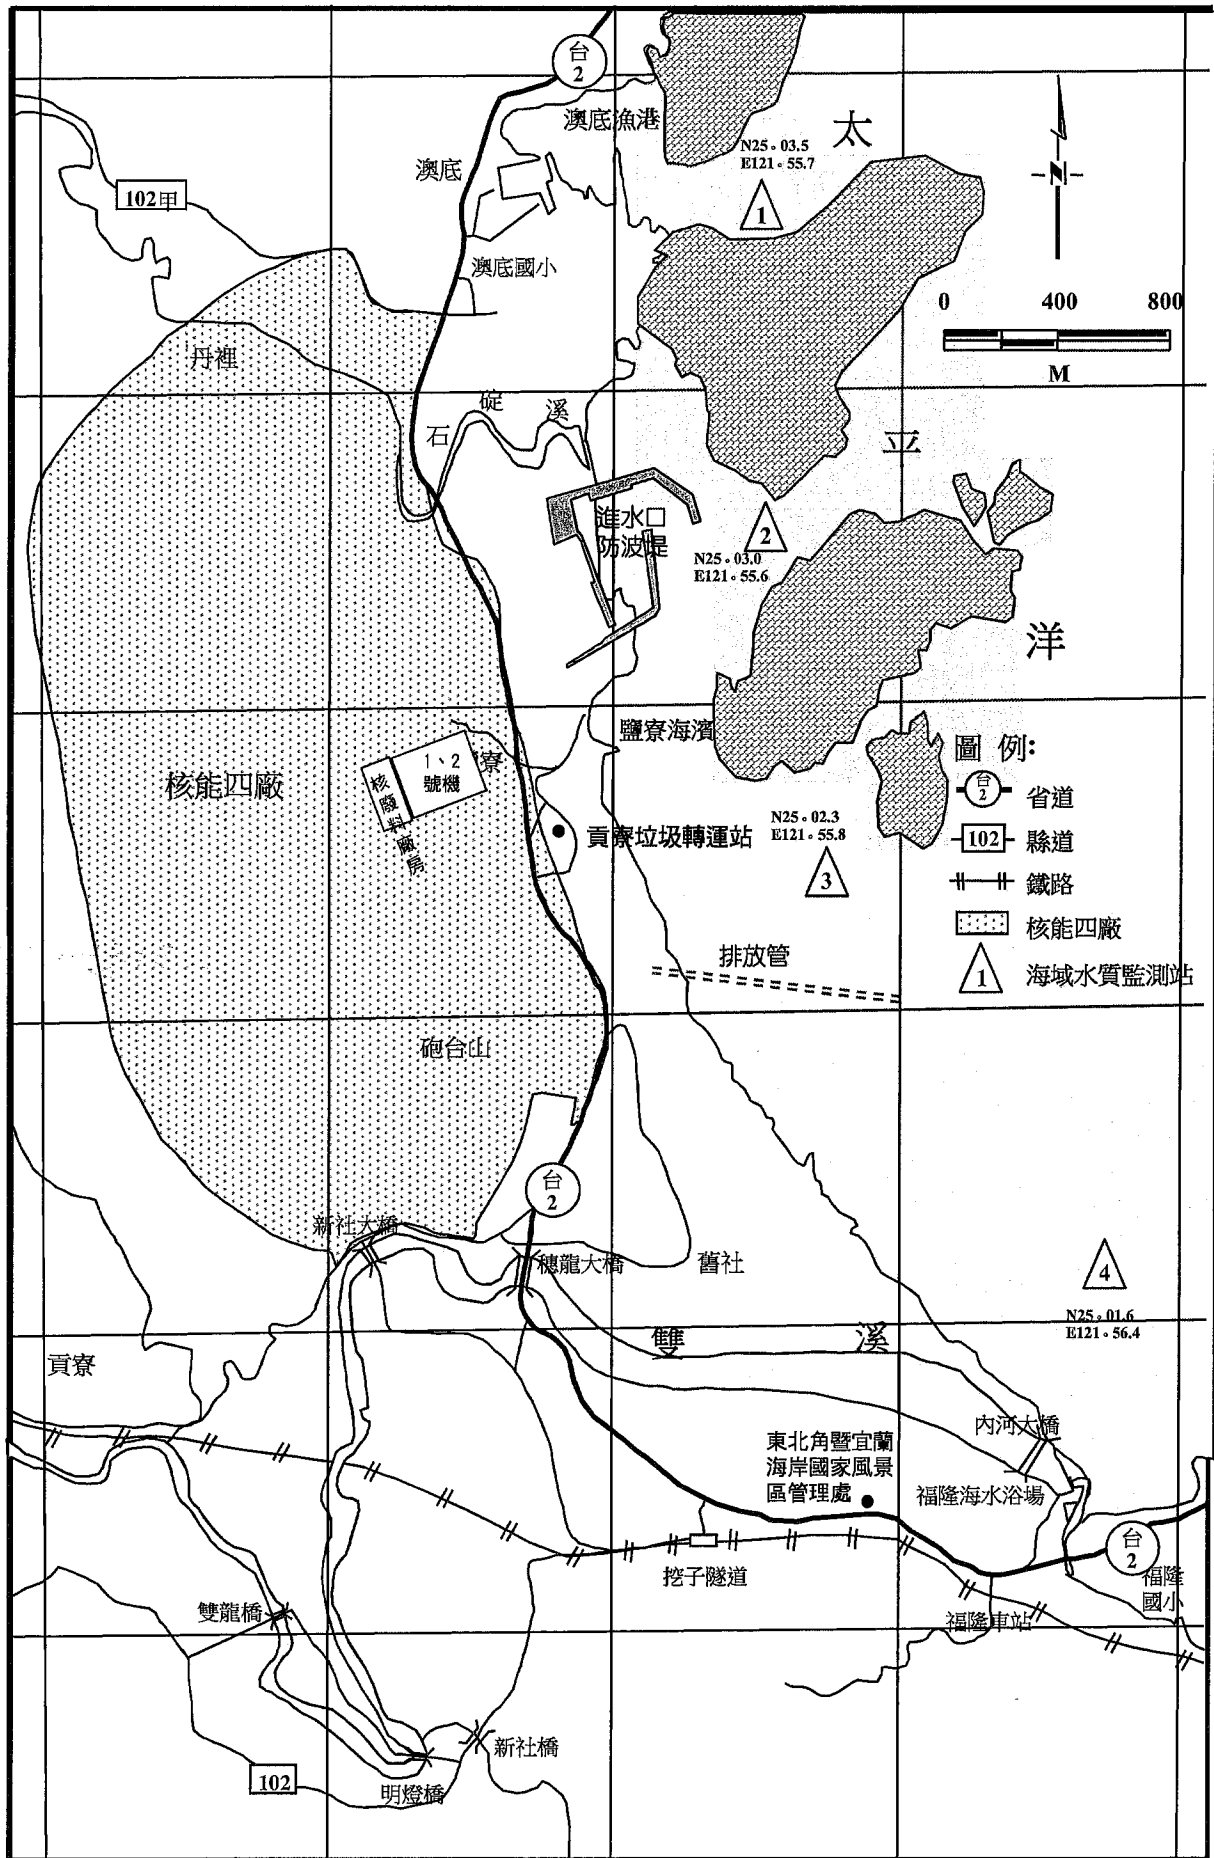 台
2
澳底漁港
太
N25。03.5
E121。55.7
澳底
1
102甲
N
澳底國小
0 400 800
M
丹裡
石 碇 溪
平
進水口
防波堤
2
N25。03.0
E121。55.6
洋
鹽寮海濱
圖 例:
台
2
省道
102
縣道
鐵路
核能四廠
1
海域水質監測站
核能四廠
1、2
號機
寮
核廢料廠房
貢寮垃圾轉運站
N25。02.3
E121。55.8
3
排放管
砲台山
台
2
新社大橋
穗龍大橋
舊社
4
N25。01.6
E121。56.4
雙 溪
貢寮
內河大橋
東北角暨宜蘭
海岸國家風景
區管理處
福隆海水浴場
台
2
挖子隧道
福隆
國小
雙龍橋
福隆車站
新社橋
102
明燈橋